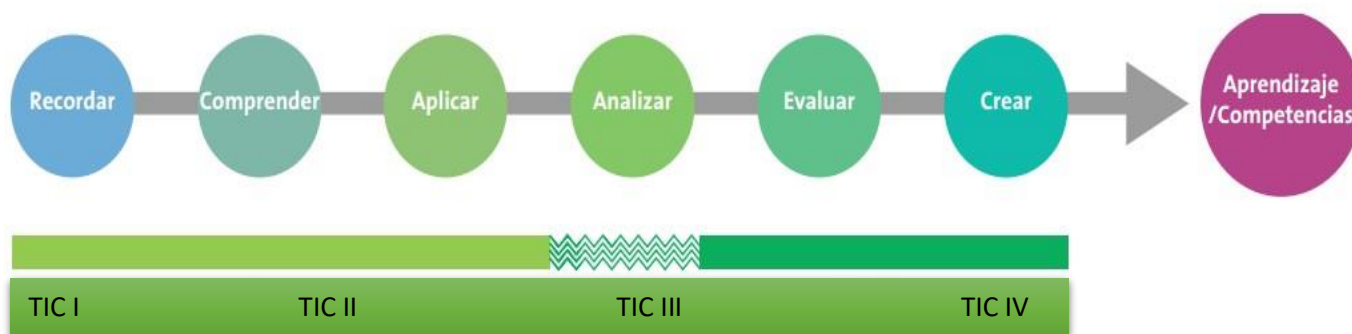 Recordar
Comprender
Aplicar
Analizar
Evaluar
Crear
Aprendizaje
/Competencias
TIC I
TIC II
TIC III
TIC IV